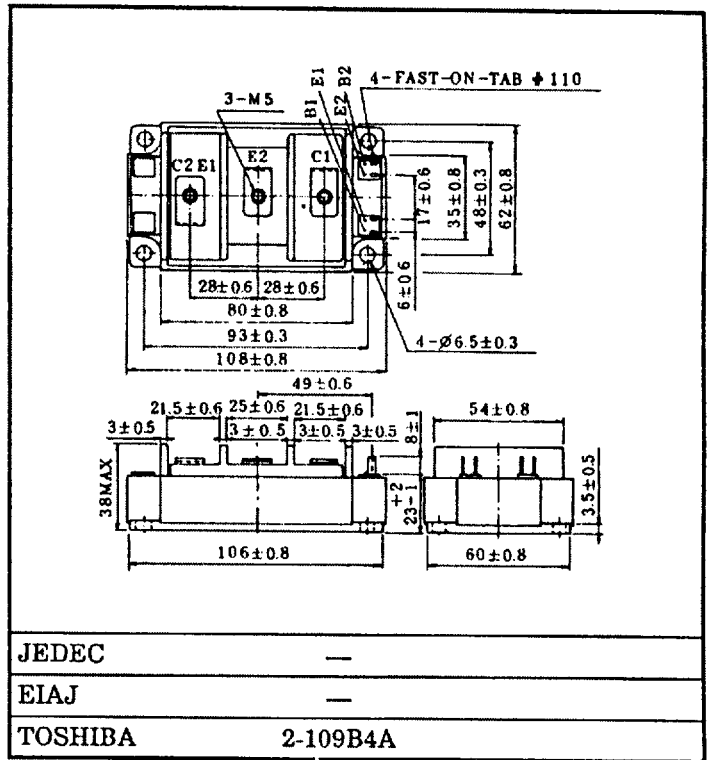 3-M5
B1 E1
E2 B2
4-FAST-ON-TAB ϕ110
C2E1
E2
C1
17±0.6
35±0.8
48±0.3
62±0.8
6±0.6
28±0.6
28±0.6
80±0.8
93±0.3
108±0.8
4-Ø6.5±0.3
49±0.6
21.5±0.6
25±0.6
21.5±0.6
3±0.5
3±0.5
3±0.5
3±0.5
8±1
54±0.8
38MAX
+2
23-1
3.5±0.5
106±0.8
60±0.8
JEDEC —
EIAJ —
TOSHIBA 2-109B4A